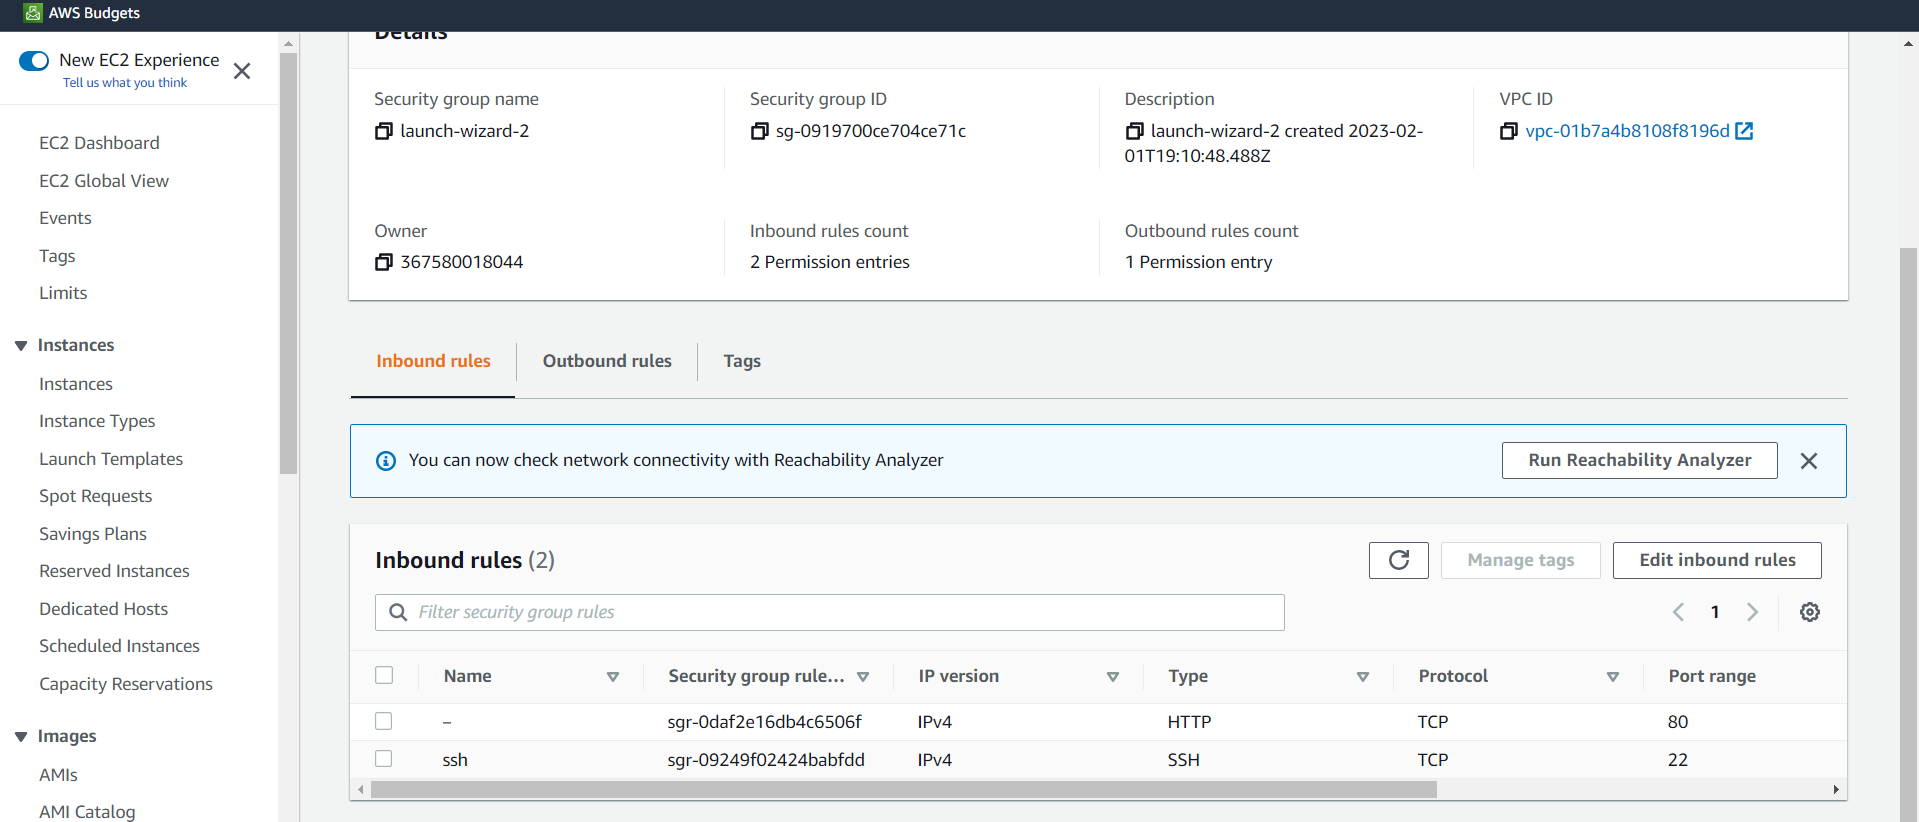 AWS Budgets
New EC2 Experience
Tell us what you think
EC2 Dashboard
EC2 Global View
Events
Tags
Limits
Instances
Instances
Instance Types
Launch Templates
Spot Requests
Savings Plans
Reserved Instances
Dedicated Hosts
Scheduled Instances
Capacity Reservations
Images
AMIs
AMI Catalog
Details
Security group name
launch-wizard-2
Security group ID
sg-0919700ce704ce71c
Description
launch-wizard-2 created 2023-02-
01T19:10:48.488Z
VPC ID
vpc-01b7a4b8108f8196d
Owner
367580018044
Inbound rules count
2 Permission entries
Outbound rules count
1 Permission entry
Inbound rules Outbound rules Tags
You can now check network connectivity with Reachability Analyzer Run Reachability Analyzer
Inbound rules (2) Manage tags Edit inbound rules
Filter security group rules 1
Name Security group rule... IP version Type Protocol Port range
– sgr-0daf2e16db4c6506f IPv4 HTTP TCP 80
ssh sgr-09249f02424babfdd IPv4 SSH TCP 22